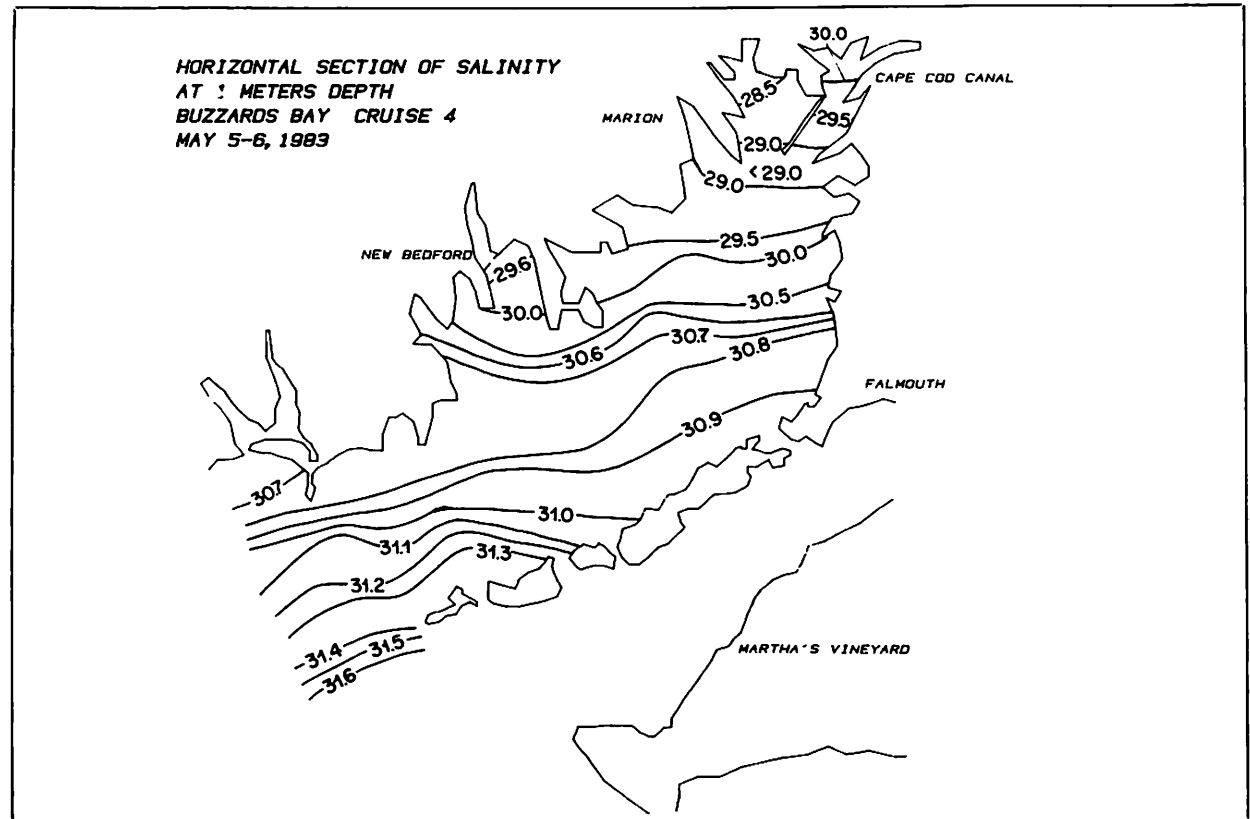 HORIZONTAL SECTION OF SALINITY
AT METERS DEPTH
BUZZARDS BAY CRUISE 4
MAY 5-6, 1983
30.0
CAPE COD CANAL
28.5
29.5
MARION
29.0
<29.0
29.0
29.5
NEW BEDFORD
30.0
29.6
30.5
30.0
30.6
30.7
30.8
FALMOUTH
30.9
30.7
31.0
31.1
31.3
31.2
31.4
31.5
31.6
MARTHA'S VINEYARD